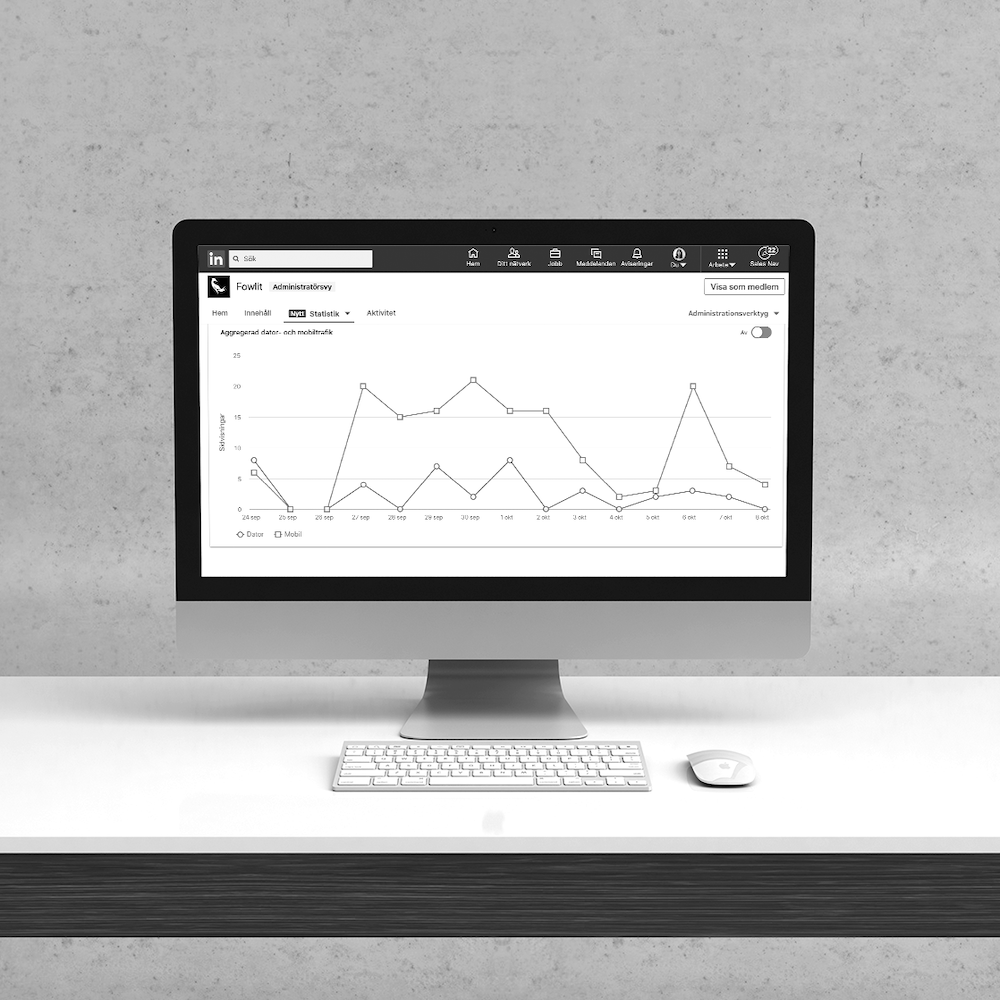 in Sök Hem Ditt nätverk Jobb Meddelanden Aviseringar Du Arbete Sales Nav 22
Fowlit Administratörsvy Visa som medlem
Hem Innehåll Nytt Statistik Aktivitet Administrationsverktyg
Aggregerad dator- och mobiltrafik Av
25
20
15
10
5
0
Sidvisningar
24 sep 25 sep 26 sep 27 sep 28 sep 29 sep 30 sep 1 okt 2 okt 3 okt 4 okt 5 okt 6 okt 7 okt 8 okt
Dator Mobil